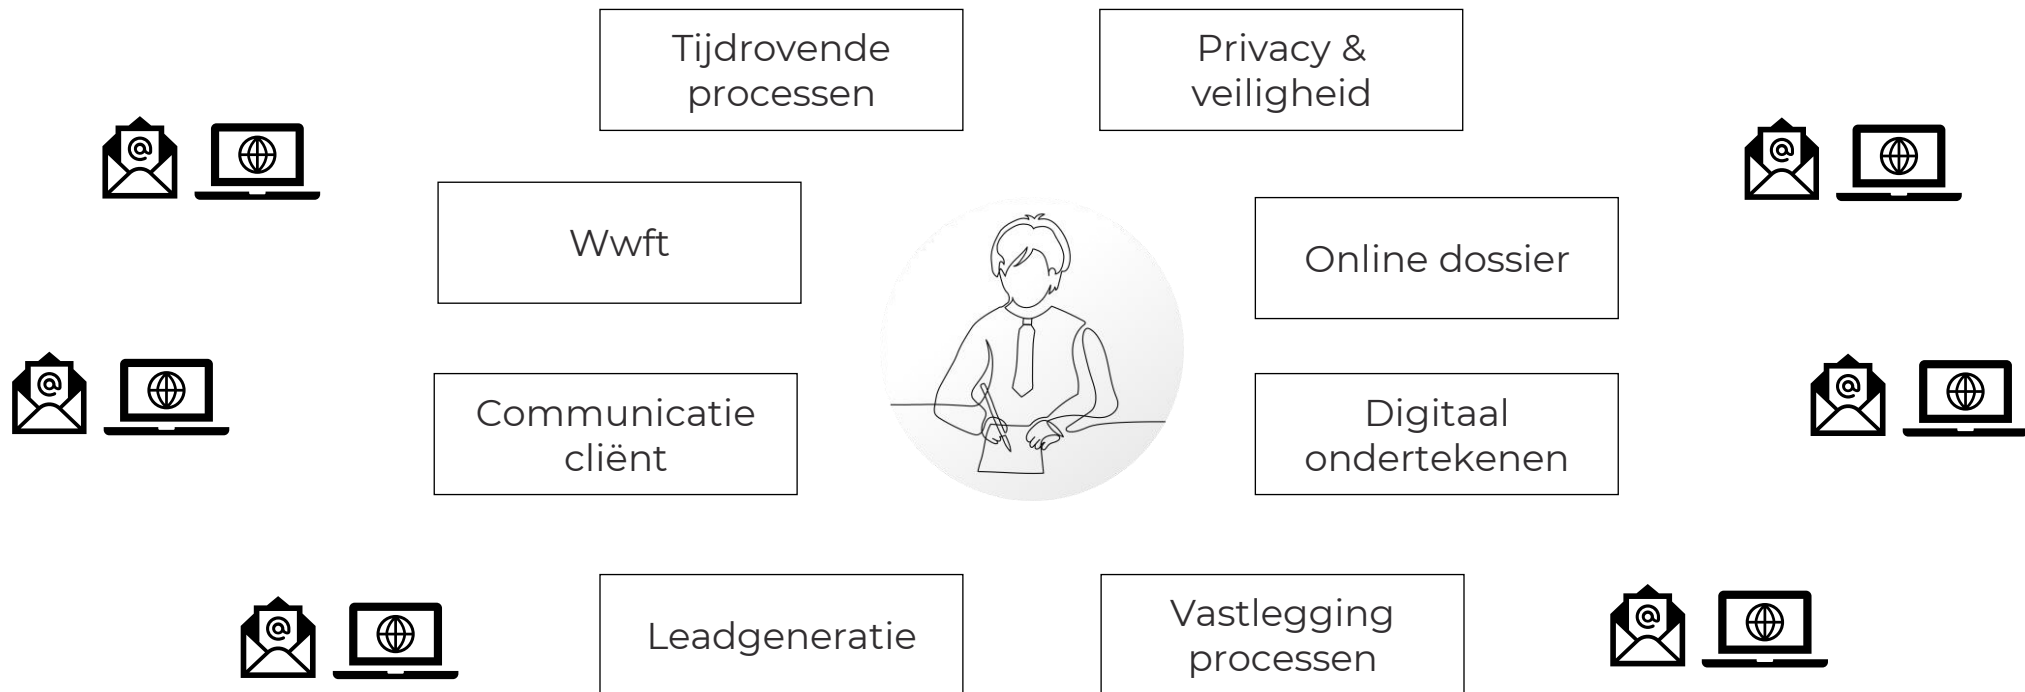 Tijdrovende
processen
Privacy &
veiligheid
Wwft
Online dossier
Communicatie
cliënt
Digitaal
ondertekenen
Leadgeneratie
Vastlegging
processen